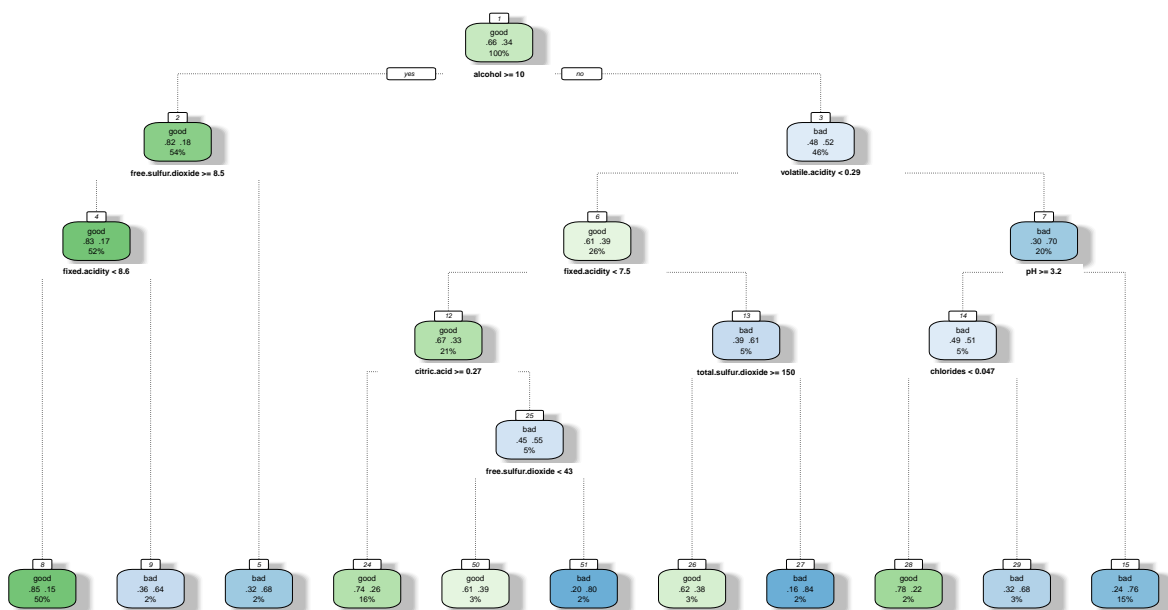 1
good
.66 .34
100%
yes
alcohol >= 10
no
2
good
.82 .18
54%
free.sulfur.dioxide >= 8.5
3
bad
.48 .52
46%
volatile.acidity < 0.29
4
good
.83 .17
52%
fixed.acidity < 8.6
6
good
.61 .39
26%
fixed.acidity < 7.5
7
bad
.30 .70
20%
pH >= 3.2
12
good
.67 .33
21%
citric.acid >= 0.27
13
bad
.39 .61
5%
total.sulfur.dioxide >= 150
14
bad
.49 .51
5%
chlorides < 0.047
25
bad
.45 .55
5%
free.sulfur.dioxide < 43
8
good
.85 .15
50%
9
bad
.36 .64
2%
5
bad
.32 .68
2%
24
good
.74 .26
16%
50
good
.61 .39
3%
51
bad
.20 .80
2%
26
good
.62 .38
3%
27
bad
.16 .84
2%
28
good
.78 .22
2%
29
bad
.32 .68
3%
15
bad
.24 .76
15%